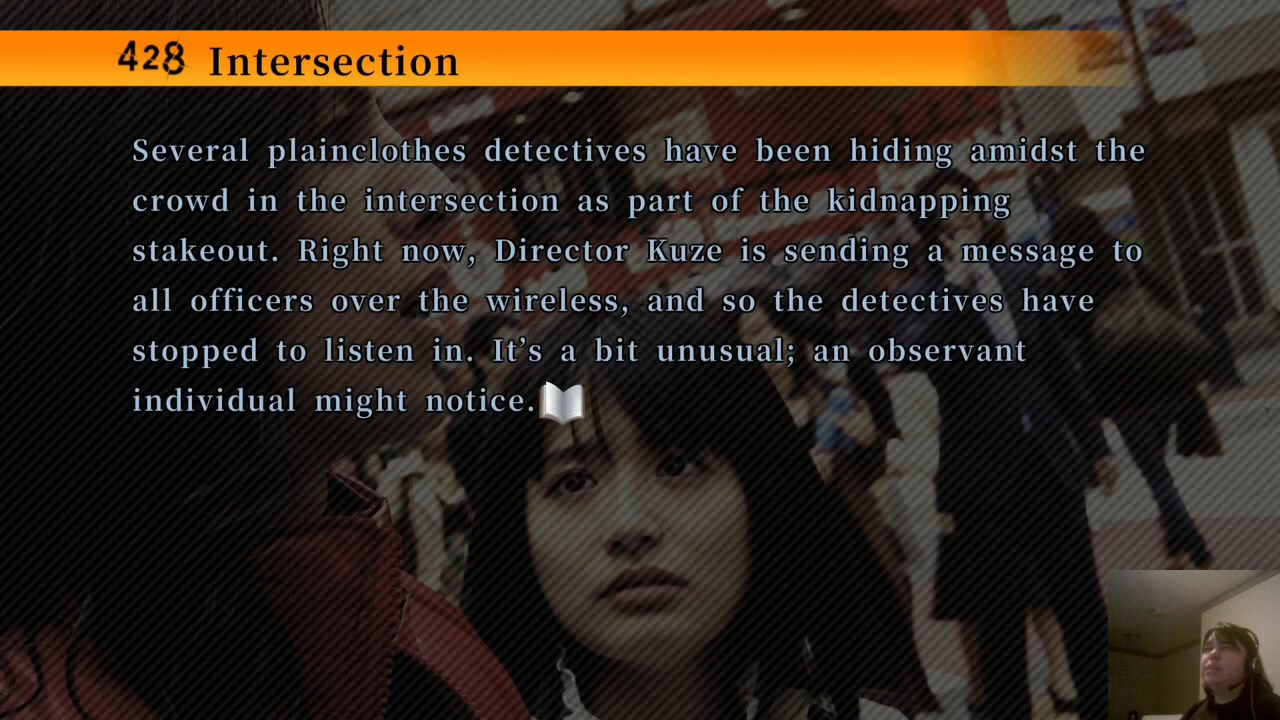 428 Intersection
Several plainclothes detectives have been hiding amidst the
crowd in the intersection as part of the kidnapping
stakeout. Right now, Director Kuze is sending a message to
all officers over the wireless, and so the detectives have
stopped to listen in. It’s a bit unusual; an observant
individual might notice.